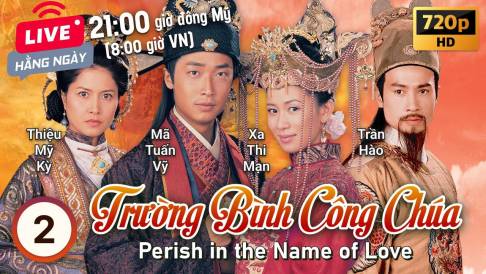 LIVE
HẰNG NGÀY
21:00 giờ đông Mỹ
(8:00 giờ VN)
720p
HD
Thiệu
Mỹ
Kỳ
Mã
Tuấn
Vỹ
Xa
Thi
Mạn
Trần
Hào
2
Trường Bình Công Chúa
Perish in the Name of Love